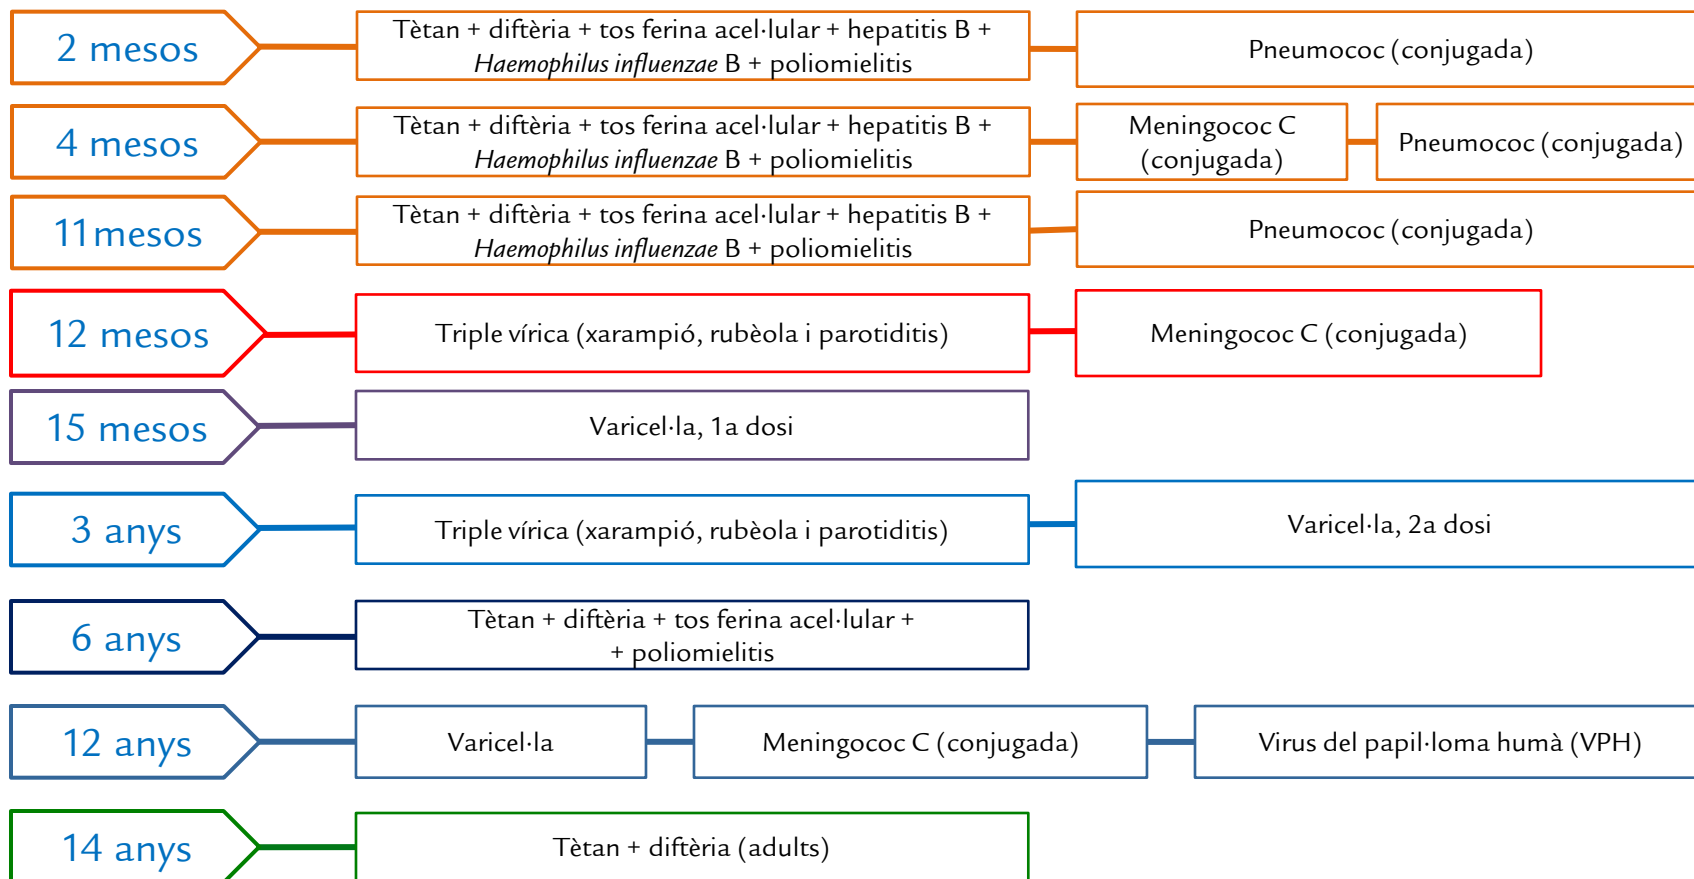 2 mesos
Tètan + diftèria + tos ferina acel·lular + hepatitis B +
Haemophilus influenzae B + poliomielitis
Pneumococ (conjugada)
4 mesos
Tètan + diftèria + tos ferina acel·lular + hepatitis B +
Haemophilus influenzae B + poliomielitis
Meningococ C
(conjugada)
Pneumococ (conjugada)
11mesos
Tètan + diftèria + tos ferina acel·lular + hepatitis B +
Haemophilus influenzae B + poliomielitis
Pneumococ (conjugada)
12 mesos
Triple vírica (xarampió, rubèola i parotiditis)
Meningococ C (conjugada)
15 mesos
Varicel·la, 1a dosi
3 anys
Triple vírica (xarampió, rubèola i parotiditis)
Varicel·la, 2a dosi
6 anys
Tètan + diftèria + tos ferina acel·lular +
+ poliomielitis
12 anys
Varicel·la
Meningococ C (conjugada)
Virus del papil·loma humà (VPH)
14 anys
Tètan + diftèria (adults)